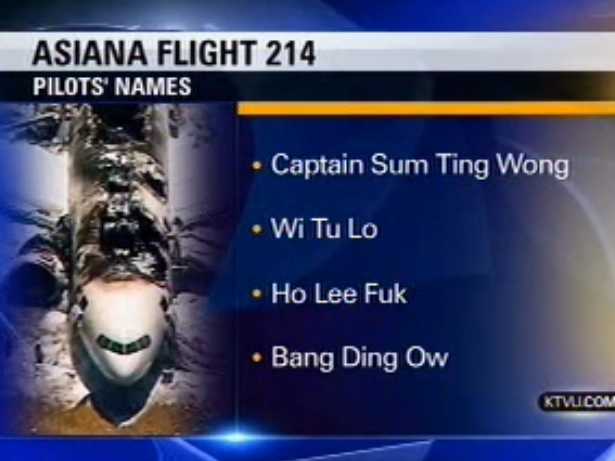 ASIANA FLIGHT 214
PILOTS' NAMES
• Captain Sum Ting Wong
• Wi Tu Lo
• Ho Lee Fuk
• Bang Ding Ow
KTVU.COM